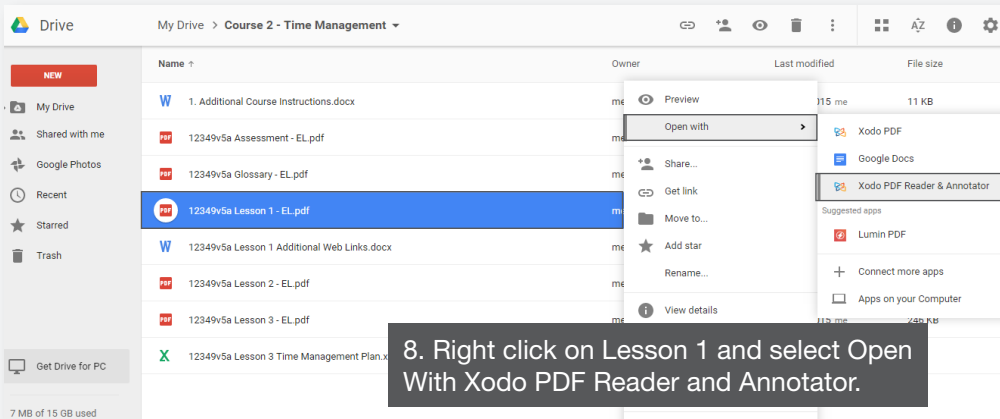 Drive
My Drive > Course 2 - Time Management
NEW
My Drive
Shared with me
Google Photos
Recent
Starred
Trash
Get Drive for PC
7 MB of 15 GB used
Name ↑ Owner Last modified File size
1. Additional Course Instructions.docx me 015 me 11 KB
12349v5a Assessment - EL.pdf me
12349v5a Glossary - EL.pdf me
12349v5a Lesson 1 - EL.pdf me
12349v5a Lesson 1 Additional Web Links.docx me
12349v5a Lesson 2 - EL.pdf me
12349v5a Lesson 3 - EL.pdf me 015 me 246 KB
12349v5a Lesson 3 Time Management Plan.x
Preview
Open with
Share...
Get link
Move to...
Add star
Rename...
View details
Xodo PDF
Google Docs
Xodo PDF Reader & Annotator
Suggested apps
Lumin PDF
Connect more apps
Apps on your Computer
8. Right click on Lesson 1 and select Open
With Xodo PDF Reader and Annotator.